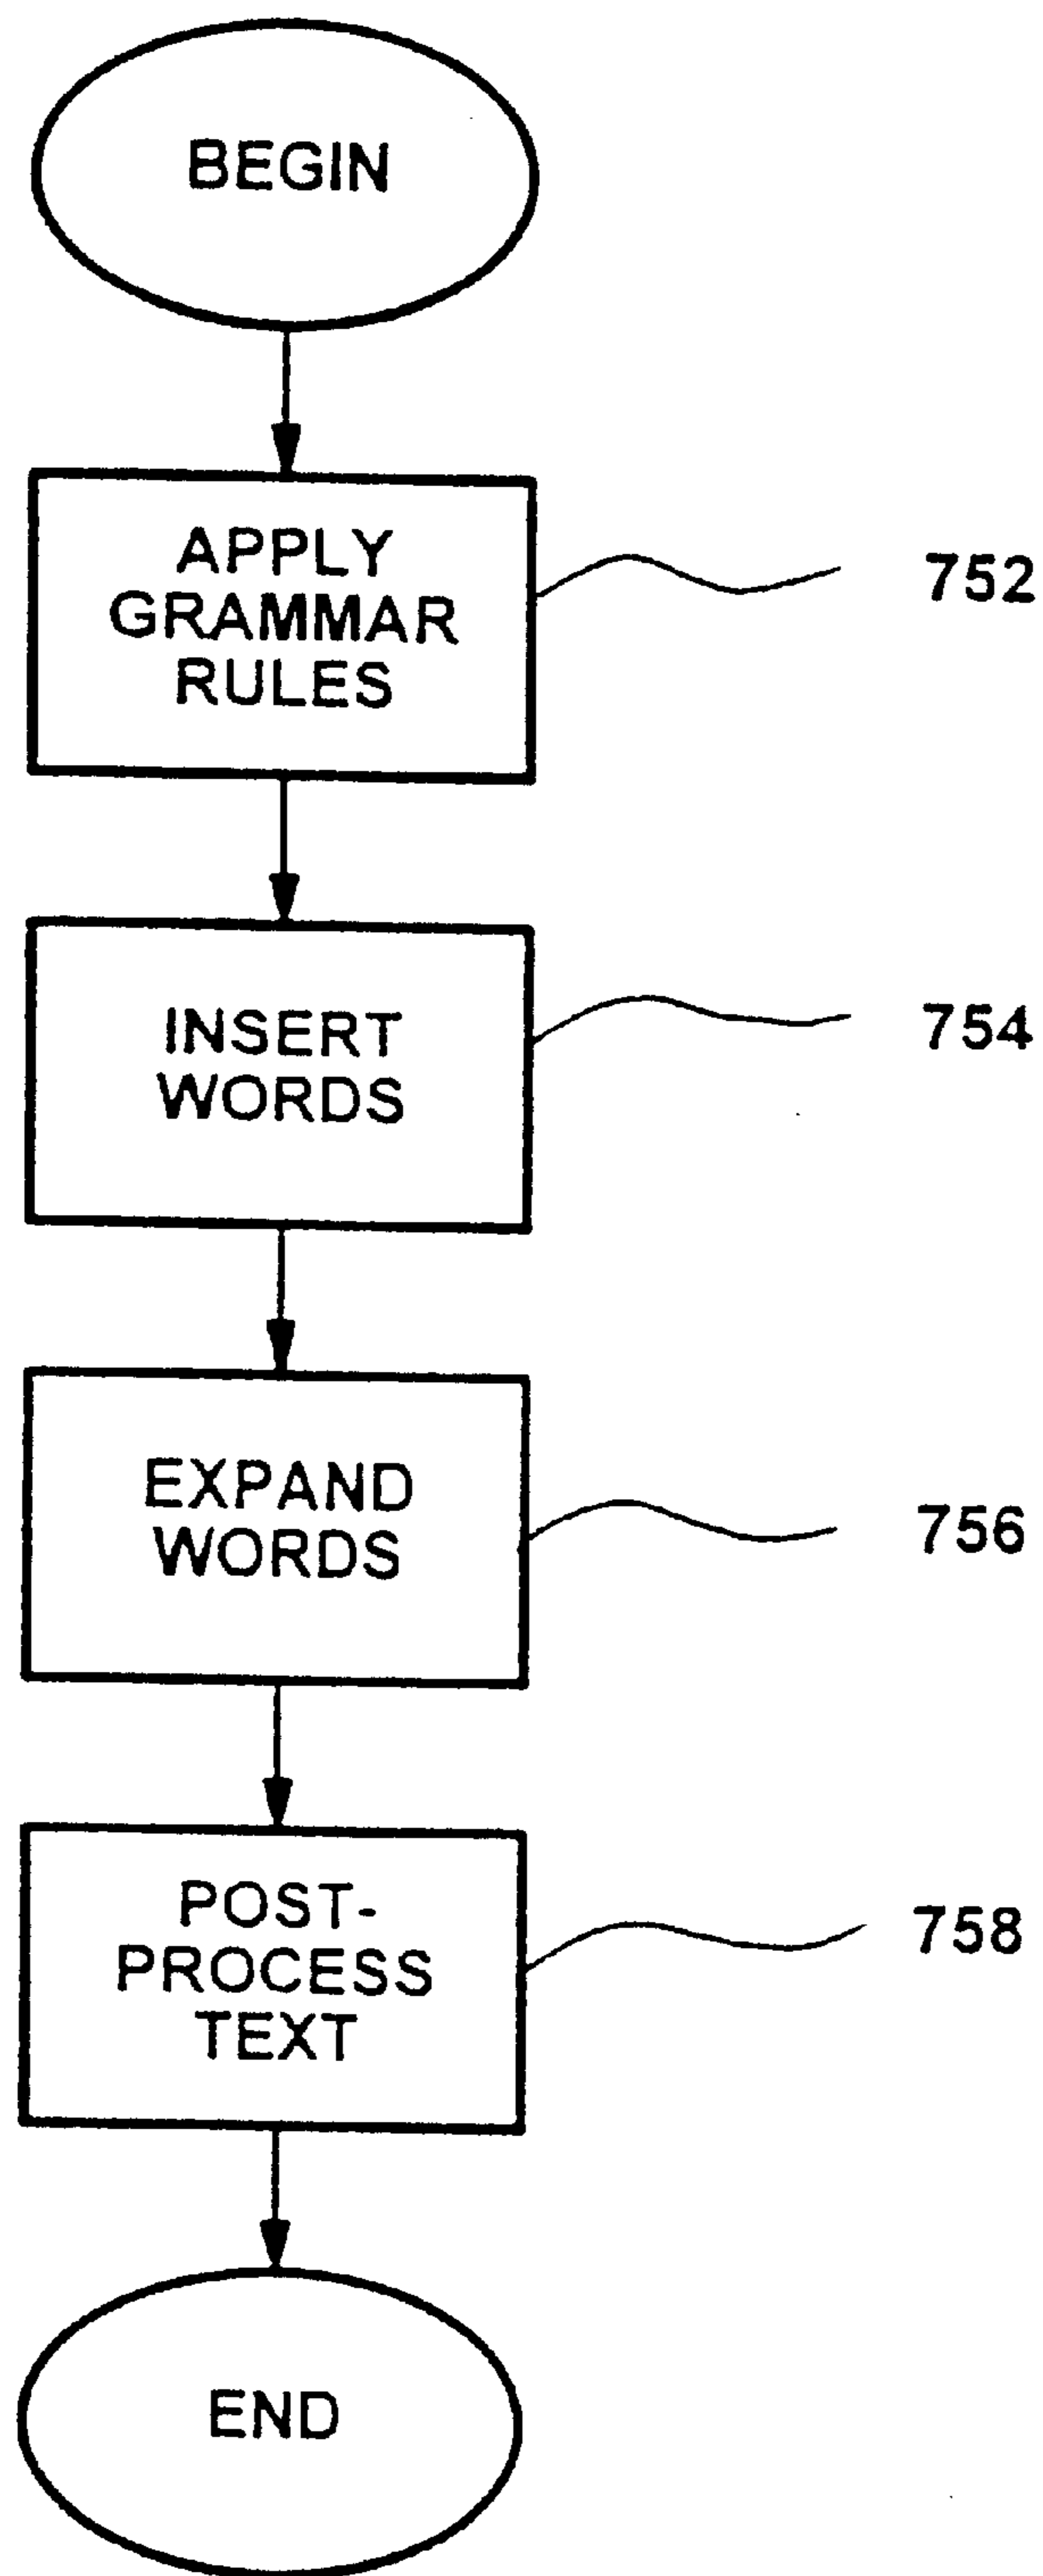 BEGIN
APPLY
GRAMMAR
RULES
752
INSERT
WORDS
754
EXPAND
WORDS
756
POST-
PROCESS
TEXT
758
END